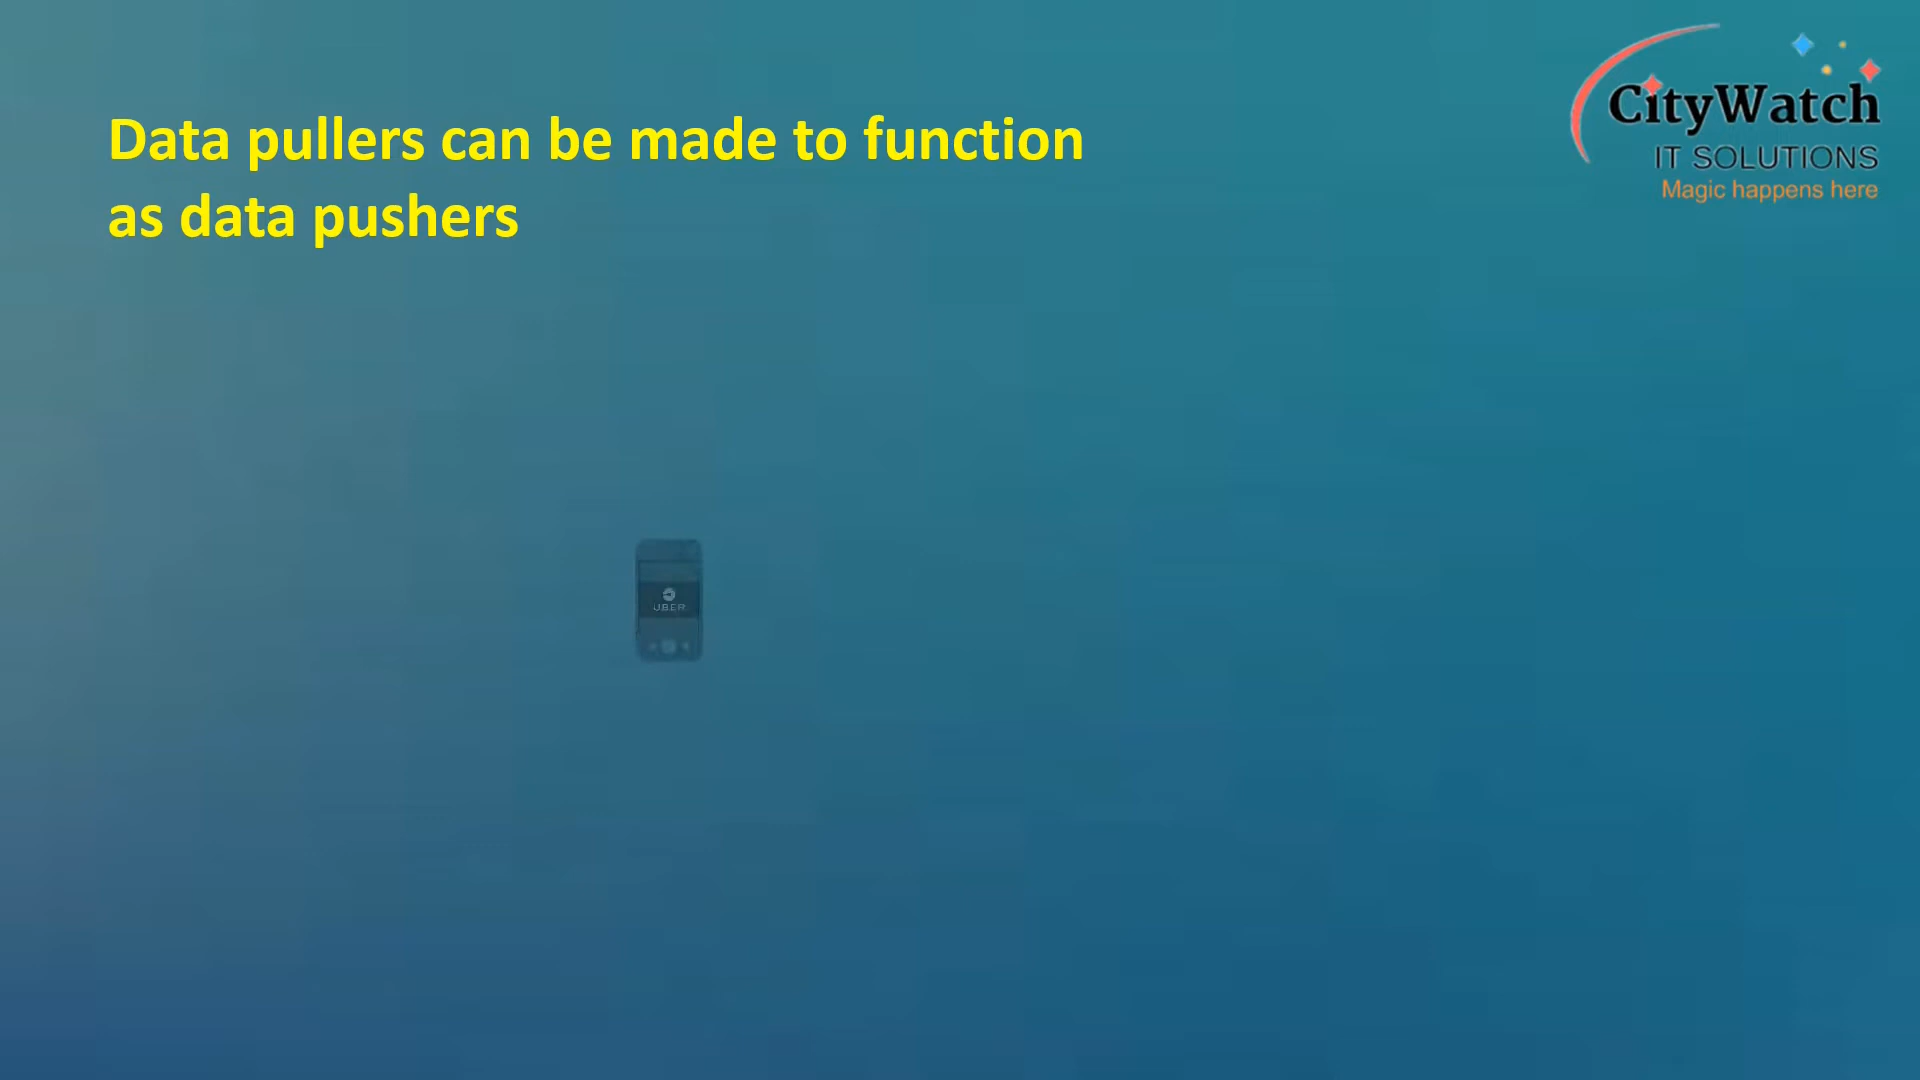 Data pullers can be made to function
as data pushers
CityWatch
IT SOLUTIONS
Magic happens here
UBER